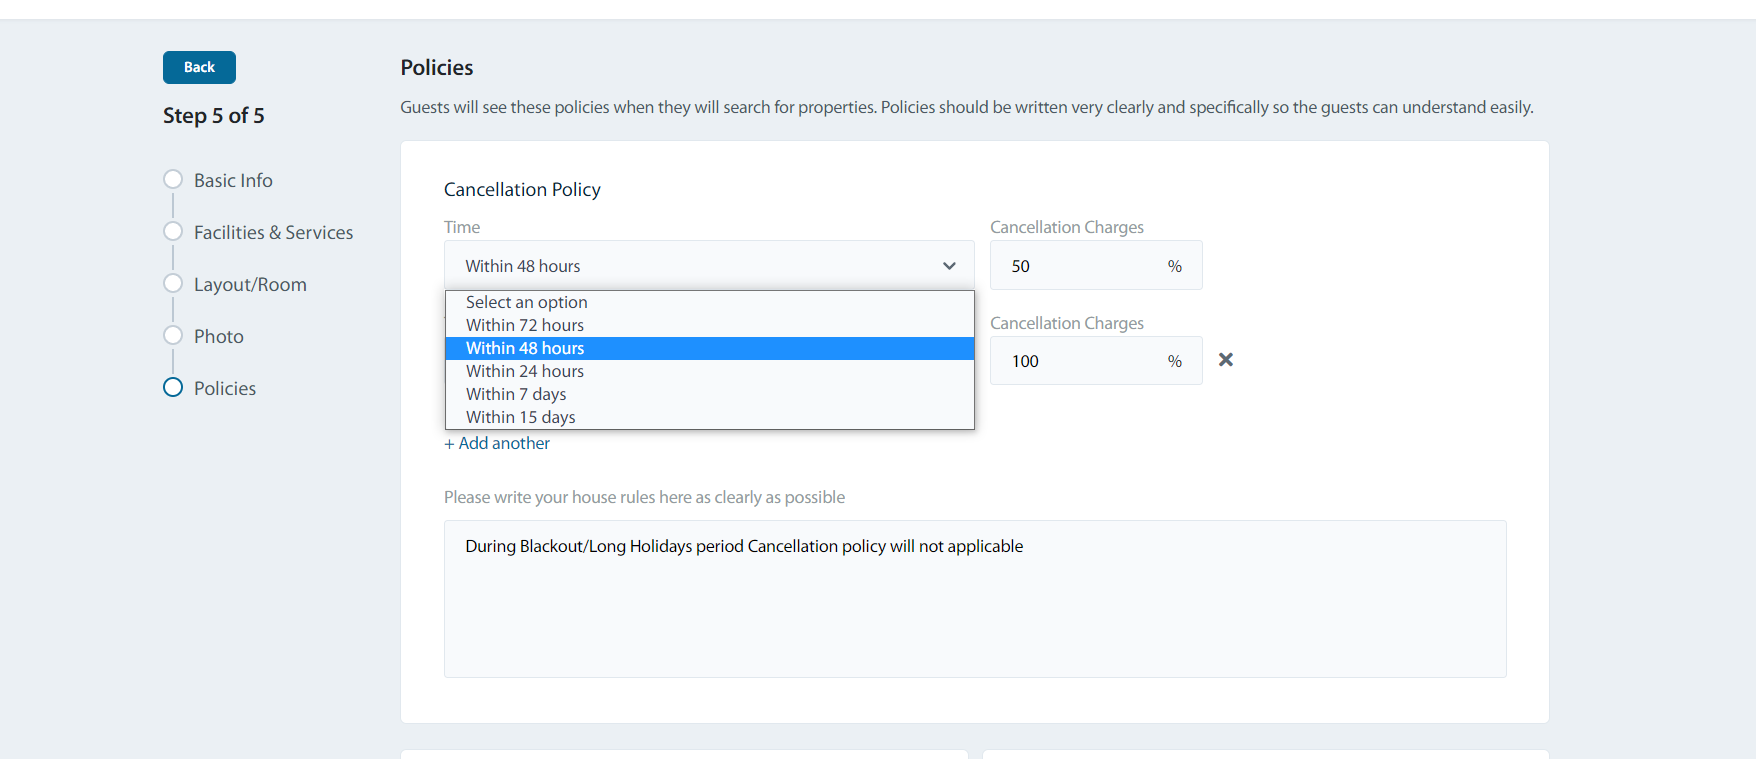 Back
Step 5 of 5
Basic Info
Facilities & Services
Layout/Room
Photo
Policies
Policies
Guests will see these policies when they will search for properties. Policies should be written very clearly and specifically so the guests can understand easily.
Cancellation Policy
Time
Cancellation Charges
Within 48 hours
50 %
Select an option
Within 72 hours
Within 48 hours
Within 24 hours
Within 7 days
Within 15 days
Cancellation Charges
100 %
+ Add another
Please write your house rules here as clearly as possible
During Blackout/Long Holidays period Cancellation policy will not applicable